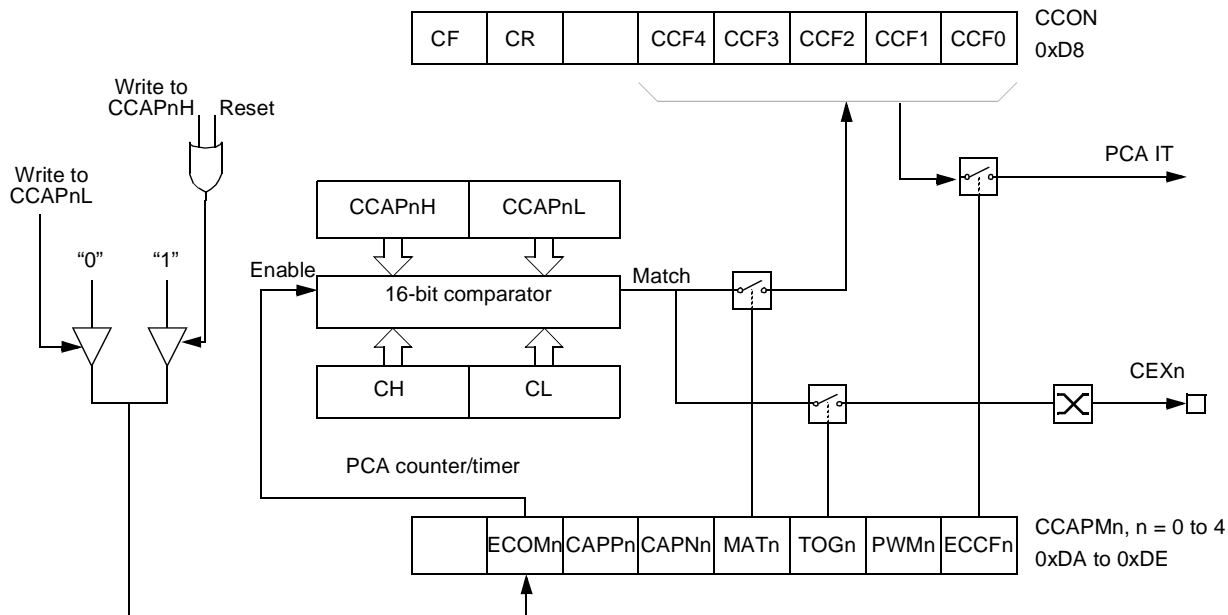 CF CR CCF4 CCF3 CCF2 CCF1 CCF0
CCON
0xD8
Write to
CCAPnH Reset
Write to
CCAPnL
PCA IT
CCAPnH CCAPnL
“0” “1”
Enable
16-bit comparator
Match
CH CL
CEXn
PCA counter/timer
ECOMn CAPPn CAPNn MATn TOGn PWMn ECCFn
CCAPMn, n = 0 to 4
0xDA to 0xDE